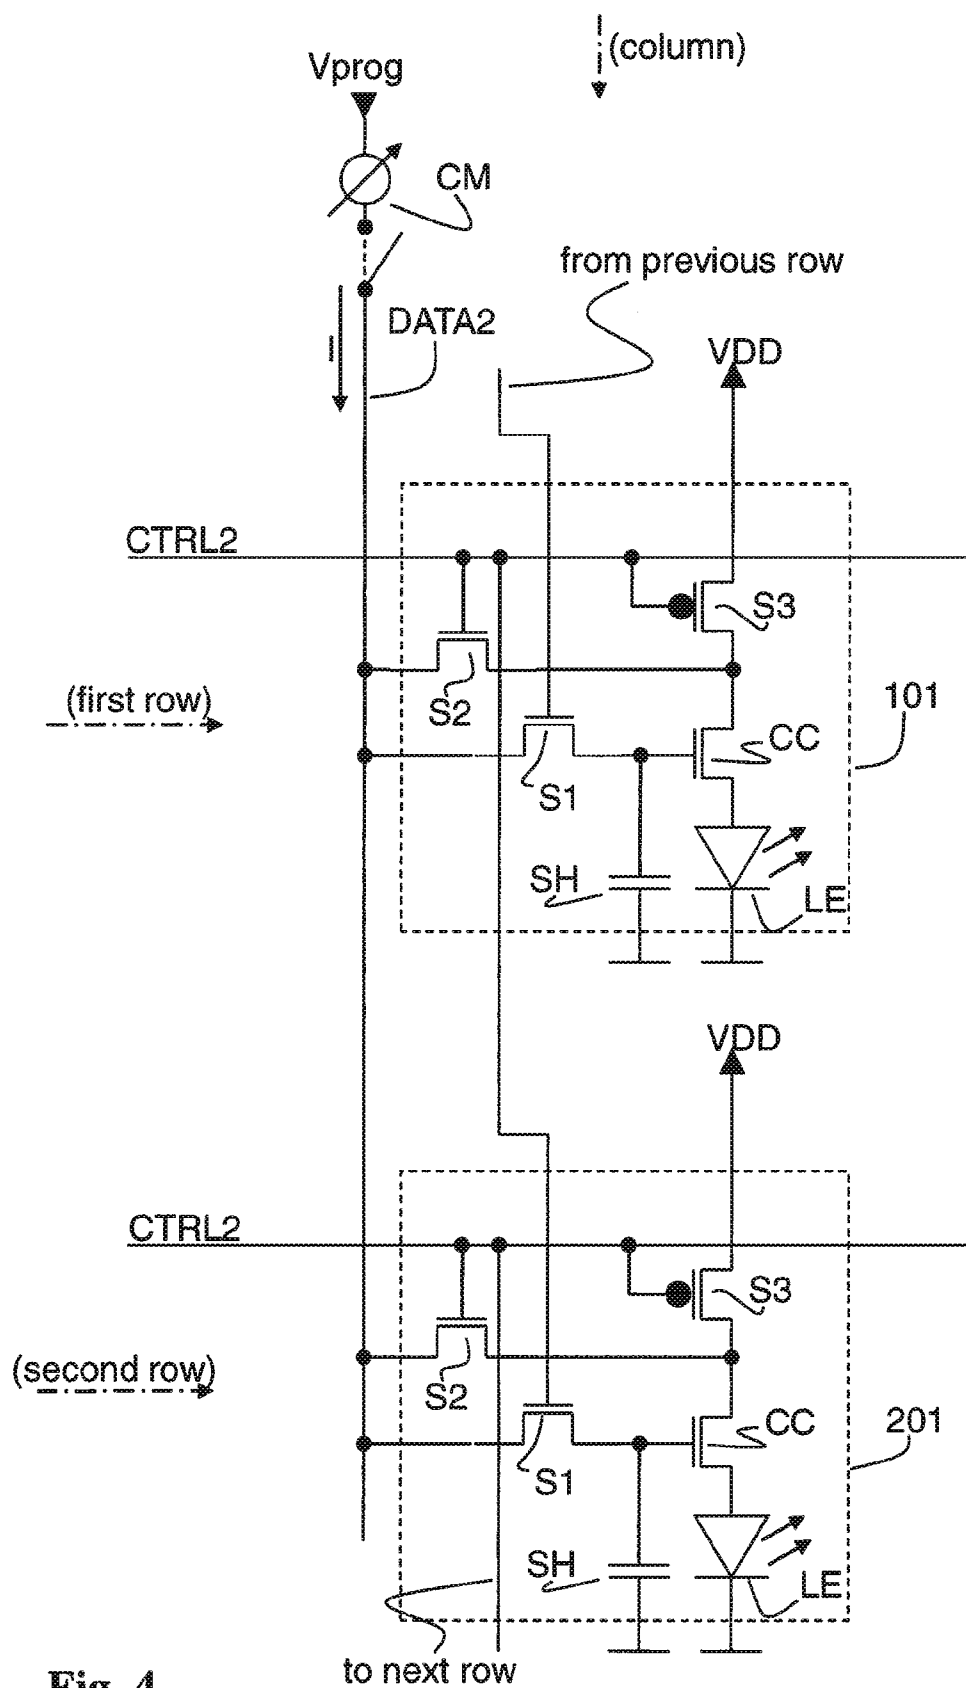 (column)
Vprog
CM
from previous row
DATA2
I
VDD
CTRL2
S3
(first row)
S2
101
CC
S1
SH
LE
VDD
CTRL2
S3
(second row)
S2
CC
201
S1
SH
LE
to next row
Fig. 4